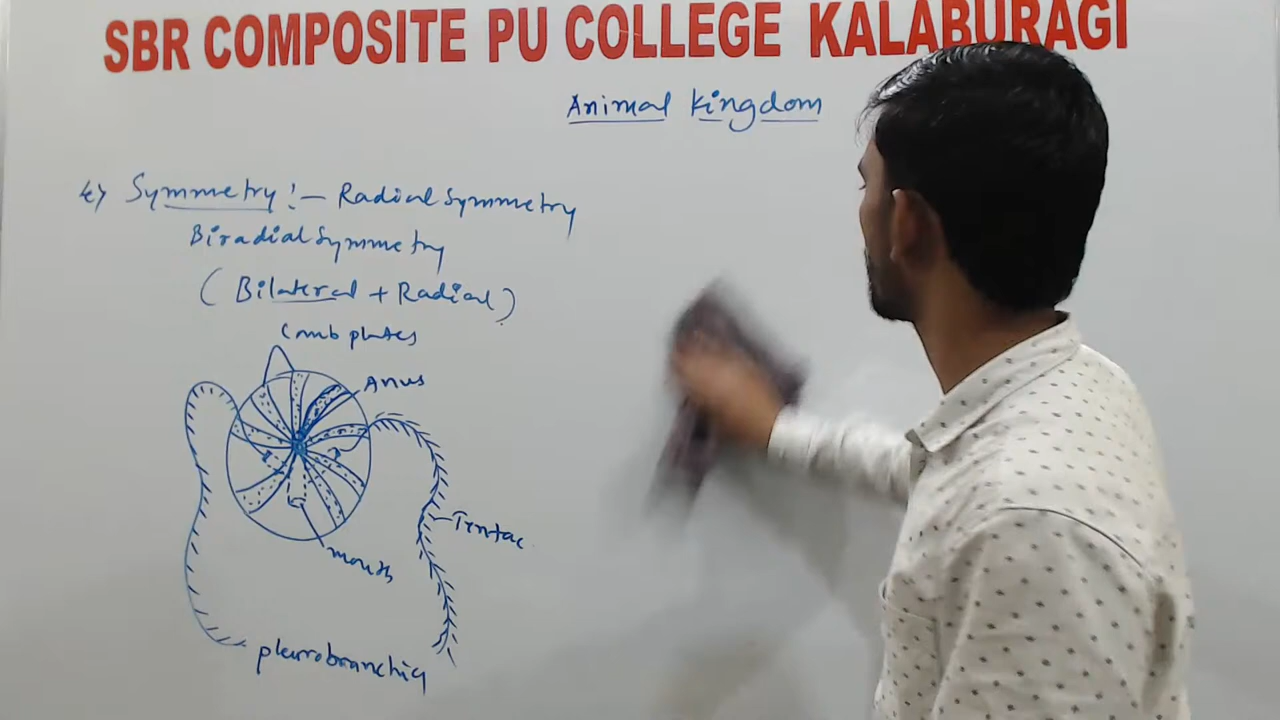 SBR COMPOSITE PU COLLEGE KALABURAGI
Animal Kingdom
4) Symmetry :- Radial Symmetry
Biradial Symmetry
( Bilateral + Radial )
Comb plates
Anus
Tentac
mouth
pleurobranchia